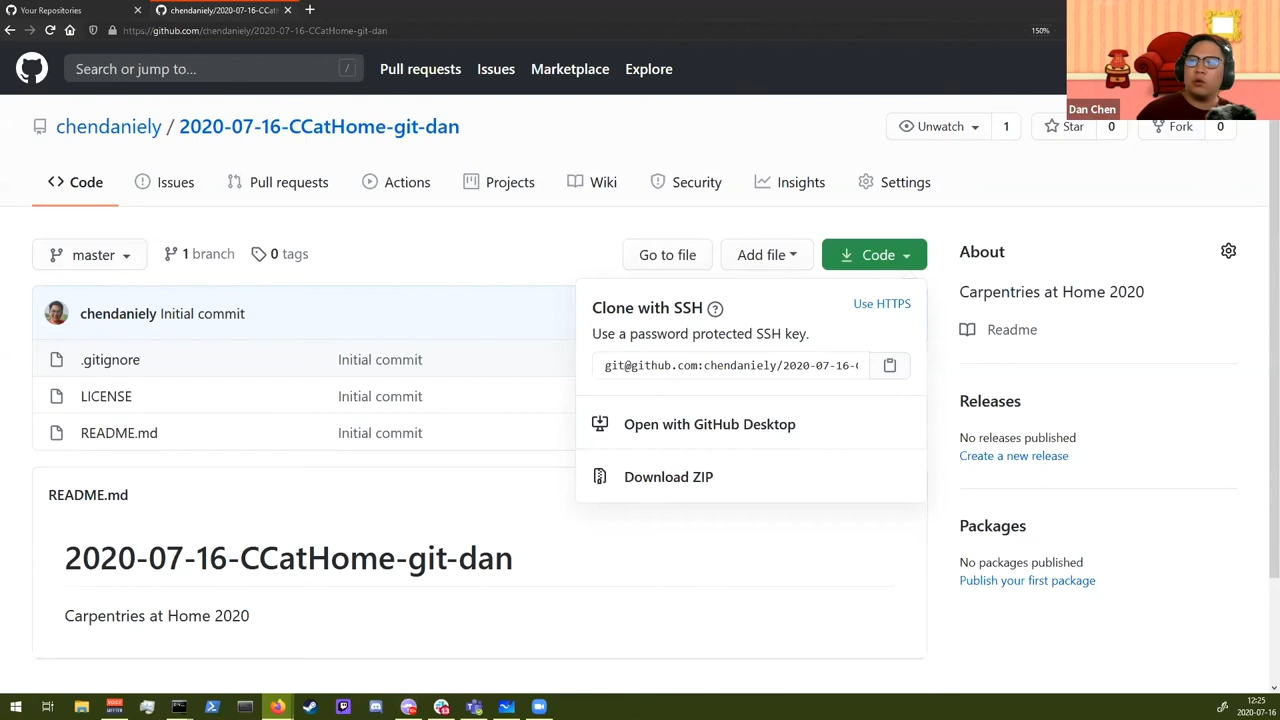 Your Repositories
chendaniely/2020-07-16-CCat
https://github.com/chendaniely/2020-07-16-CCatHome-git-dan
150%
Search or jump to...
/
Pull requests
Issues
Marketplace
Explore
Dan Chen
chendaniely / 2020-07-16-CCatHome-git-dan
Unwatch
1
Star
0
Fork
0
Code
Issues
Pull requests
Actions
Projects
Wiki
Security
Insights
Settings
master
1 branch
0 tags
Go to file
Add file
Code
chendaniely Initial commit
.gitignore
Initial commit
LICENSE
Initial commit
README.md
Initial commit
Clone with SSH
Use HTTPS
Use a password protected SSH key.
git@github.com:chendaniely/2020-07-16-
Open with GitHub Desktop
Download ZIP
README.md
2020-07-16-CCatHome-git-dan
Carpentries at Home 2020
About
Carpentries at Home 2020
Readme
Releases
No releases published
Create a new release
Packages
No packages published
Publish your first package
12:25
2020-07-16